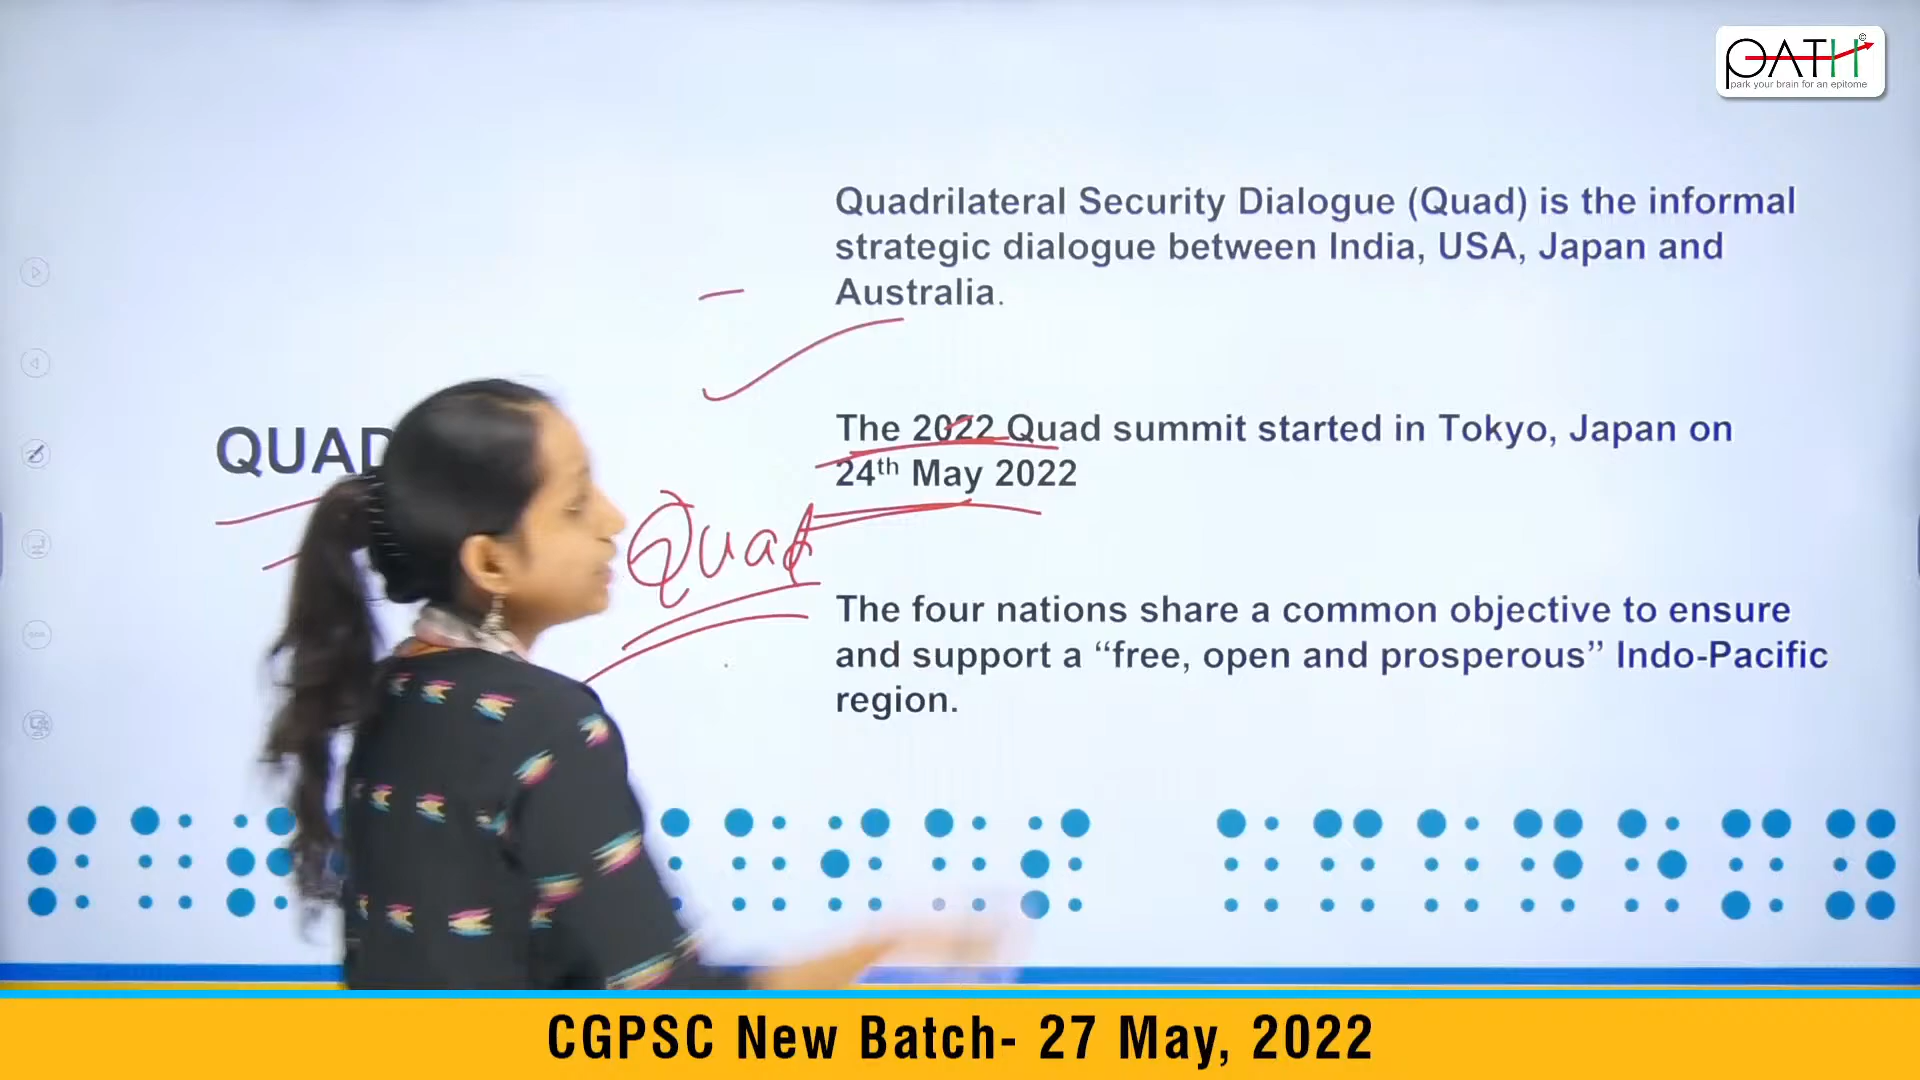 PATH©
park your brain for an epitome
Quadrilateral Security Dialogue (Quad) is the informal
strategic dialogue between India, USA, Japan and
Australia.
QUAD
The 2022 Quad summit started in Tokyo, Japan on
24th May 2022
Quad
The four nations share a common objective to ensure
and support a “free, open and prosperous” Indo-Pacific
region.
CGPSC New Batch- 27 May, 2022